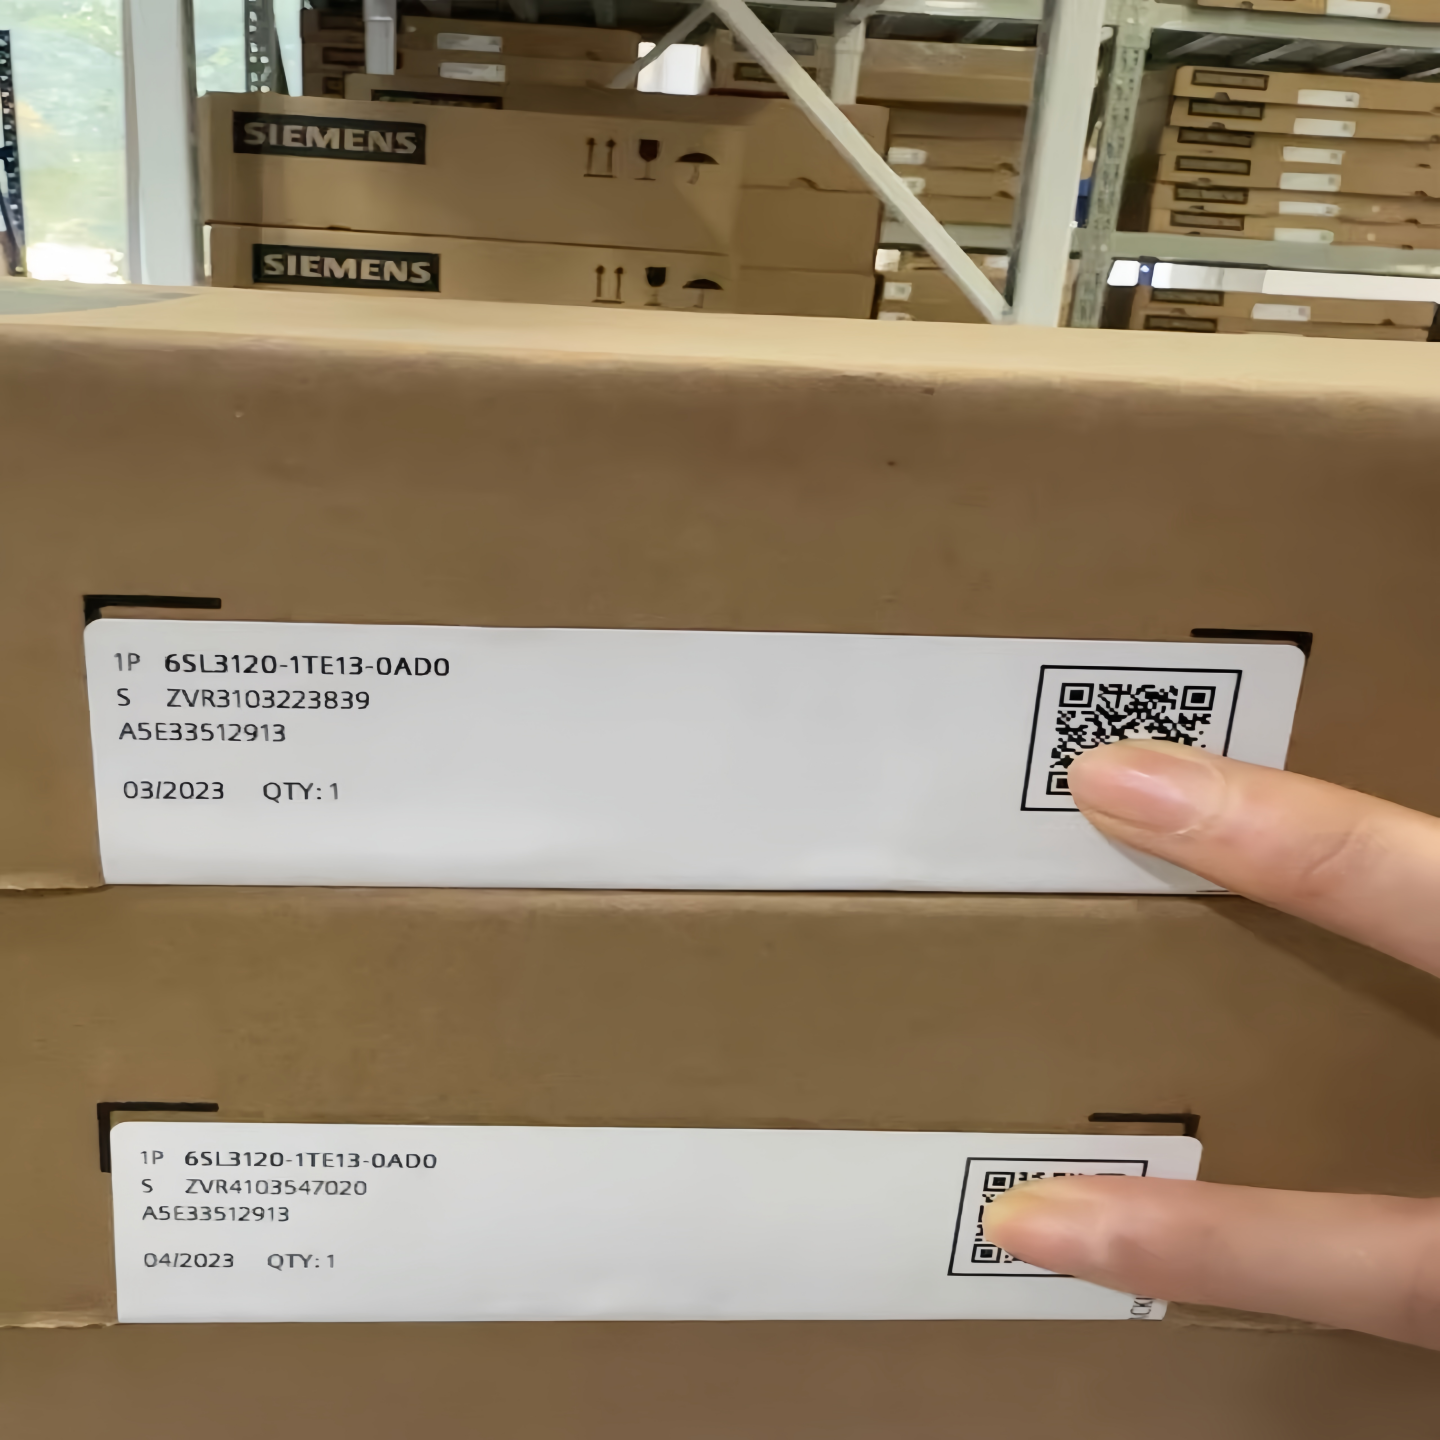 SIEMENS
SIEMENS
1P 6SL3120-1TE13-0AD0
S ZVR3103223839
A5E33512913
03/2023 QTY: 1
1P 6SL3120-1TE13-0AD0
S ZVR4103547020
A5E33512913
04/2023 QTY: 1